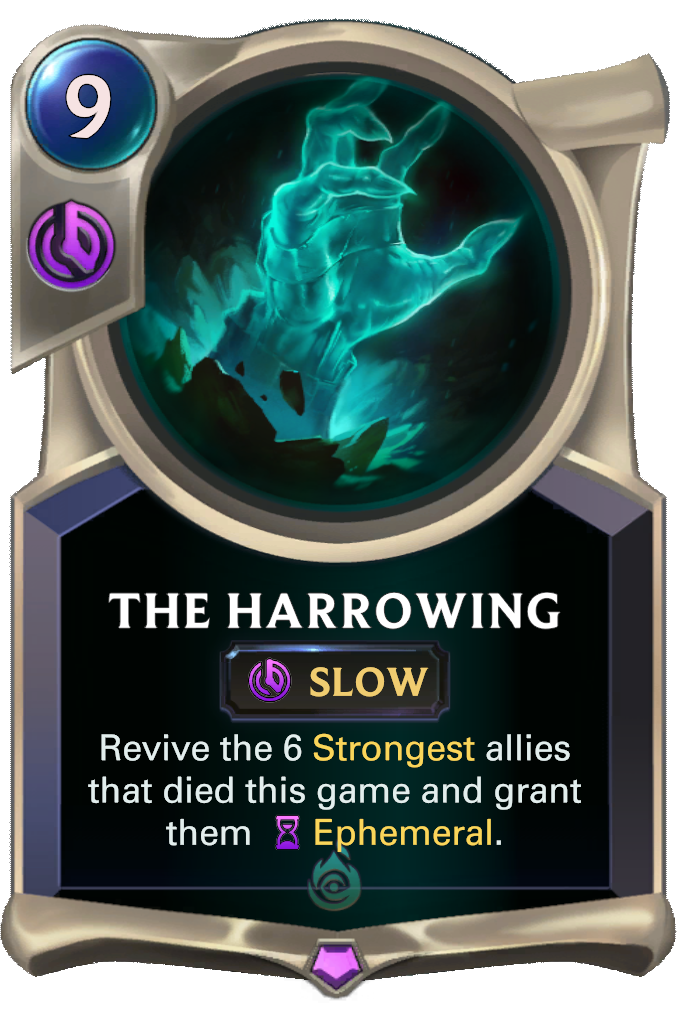 9
THE HARROWING
SLOW
Revive the 6 Strongest allies
that died this game and grant
them Ephemeral.